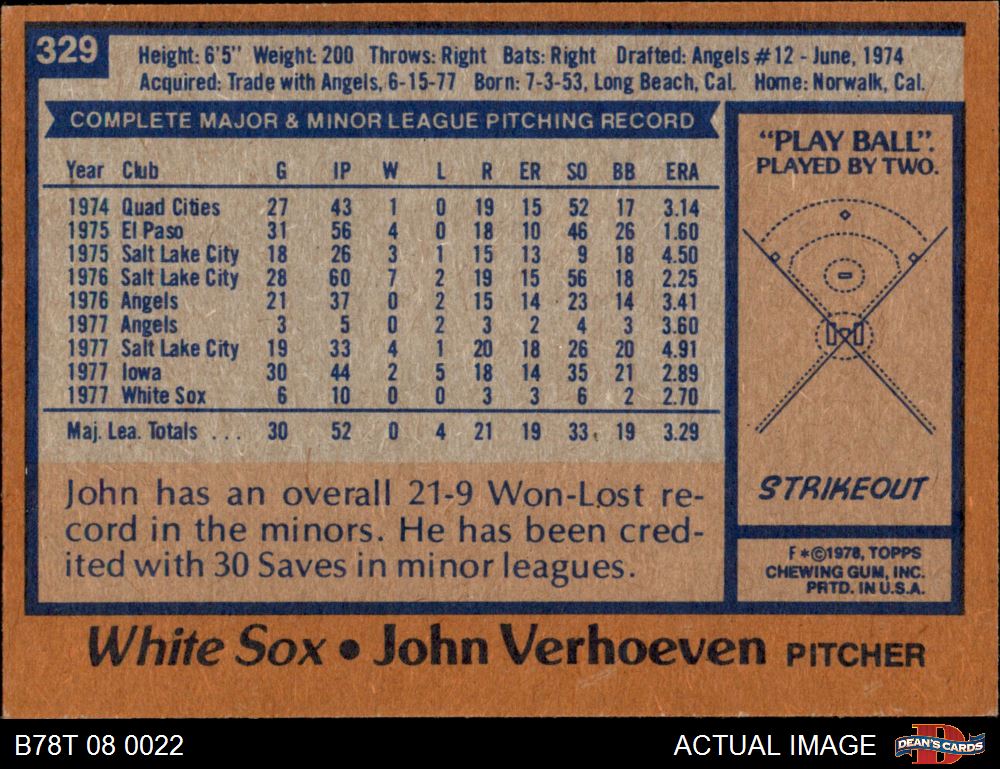 329
Height: 6'5" Weight: 200 Throws: Right Bats: Right Drafted: Angels #12 - June, 1974
Acquired: Trade with Angels, 6-15-77 Born: 7-3-53, Long Beach, Cal. Home: Norwalk, Cal.
COMPLETE MAJOR & MINOR LEAGUE PITCHING RECORD
Year Club G IP W L R ER SO BB ERA
1974 Quad Cities 27 43 1 0 19 15 52 17 3.14
1975 El Paso 31 56 4 0 18 10 46 26 1.60
1975 Salt Lake City 18 26 3 1 15 13 9 18 4.50
1976 Salt Lake City 28 60 7 2 19 15 56 18 2.25
1976 Angels 21 37 0 2 15 14 23 14 3.41
1977 Angels 3 5 0 2 3 2 4 3 3.60
1977 Salt Lake City 19 33 4 1 20 18 26 20 4.91
1977 Iowa 30 44 2 5 18 14 35 21 2.89
1977 White Sox 6 10 0 0 3 3 6 2 2.70
Maj. Lea. Totals ... 30 52 0 4 21 19 33 19 3.29
John has an overall 21-9 Won-Lost re-
cord in the minors. He has been cred-
ited with 30 Saves in minor leagues.
"PLAY BALL".
PLAYED BY TWO.
STRIKEOUT
F*©1978, TOPPS
CHEWING GUM, INC.
PRTD. IN U.S.A.
White Sox • John Verhoeven PITCHER
B78T 08 0022
ACTUAL IMAGE
D
DEAN'S CARDS